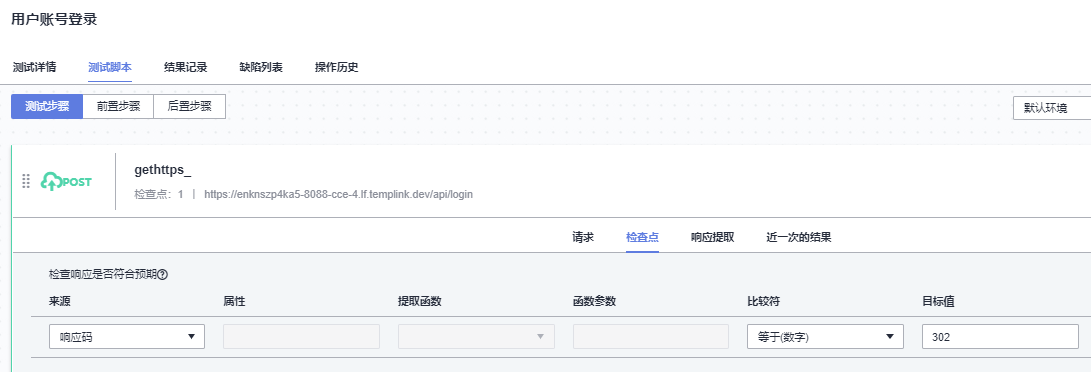 用户账号登录
测试详情 测试脚本 结果记录 缺陷列表 操作历史
测试步骤 前置步骤 后置步骤 默认环境
POST gethttps_
检查点：1 | https://enknszp4ka5-8088-cce-4.lf.templink.dev/api/login
请求 检查点 响应提取 近一次的结果
检查响应是否符合预期?
来源 属性 提取函数 函数参数 比较符 目标值
响应码 等于(数字) 302